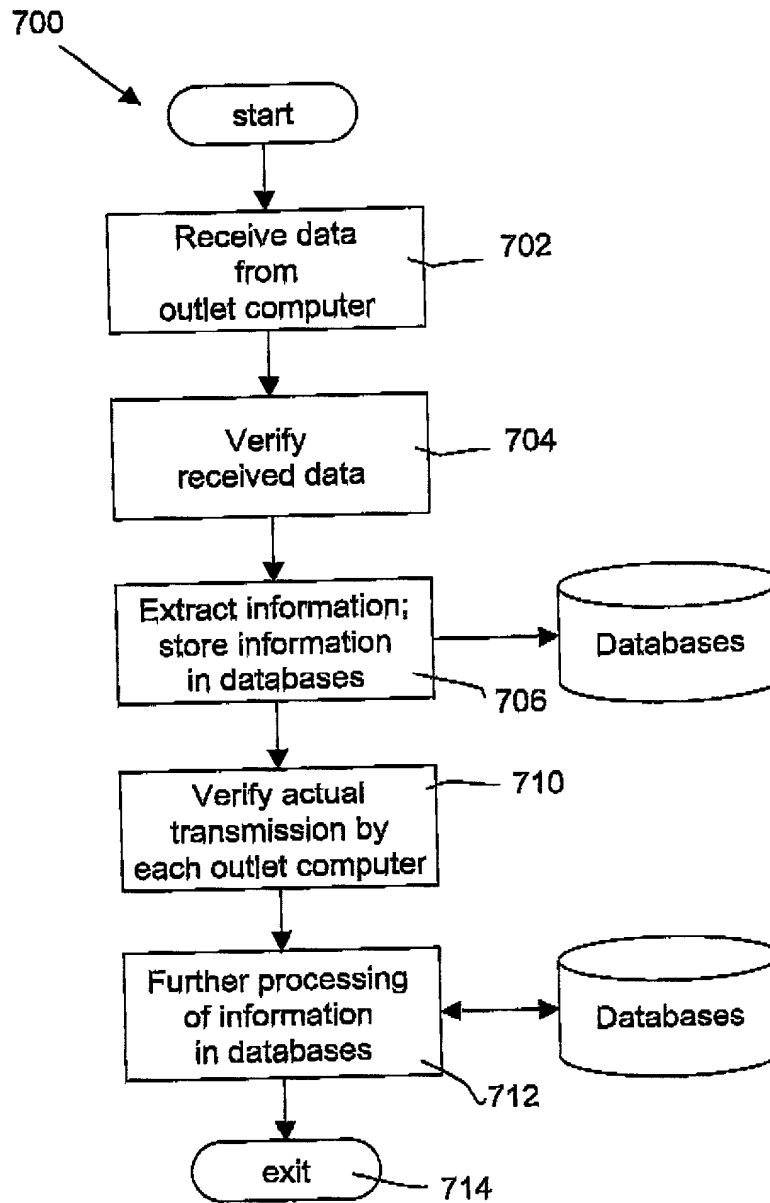 700
start
Receive data
from
outlet computer
702
Verify
received data
704
Extract information;
store information
in databases
706
Databases
Verify actual
transmission by
each outlet computer
710
Further processing
of information
in databases
712
Databases
exit
714